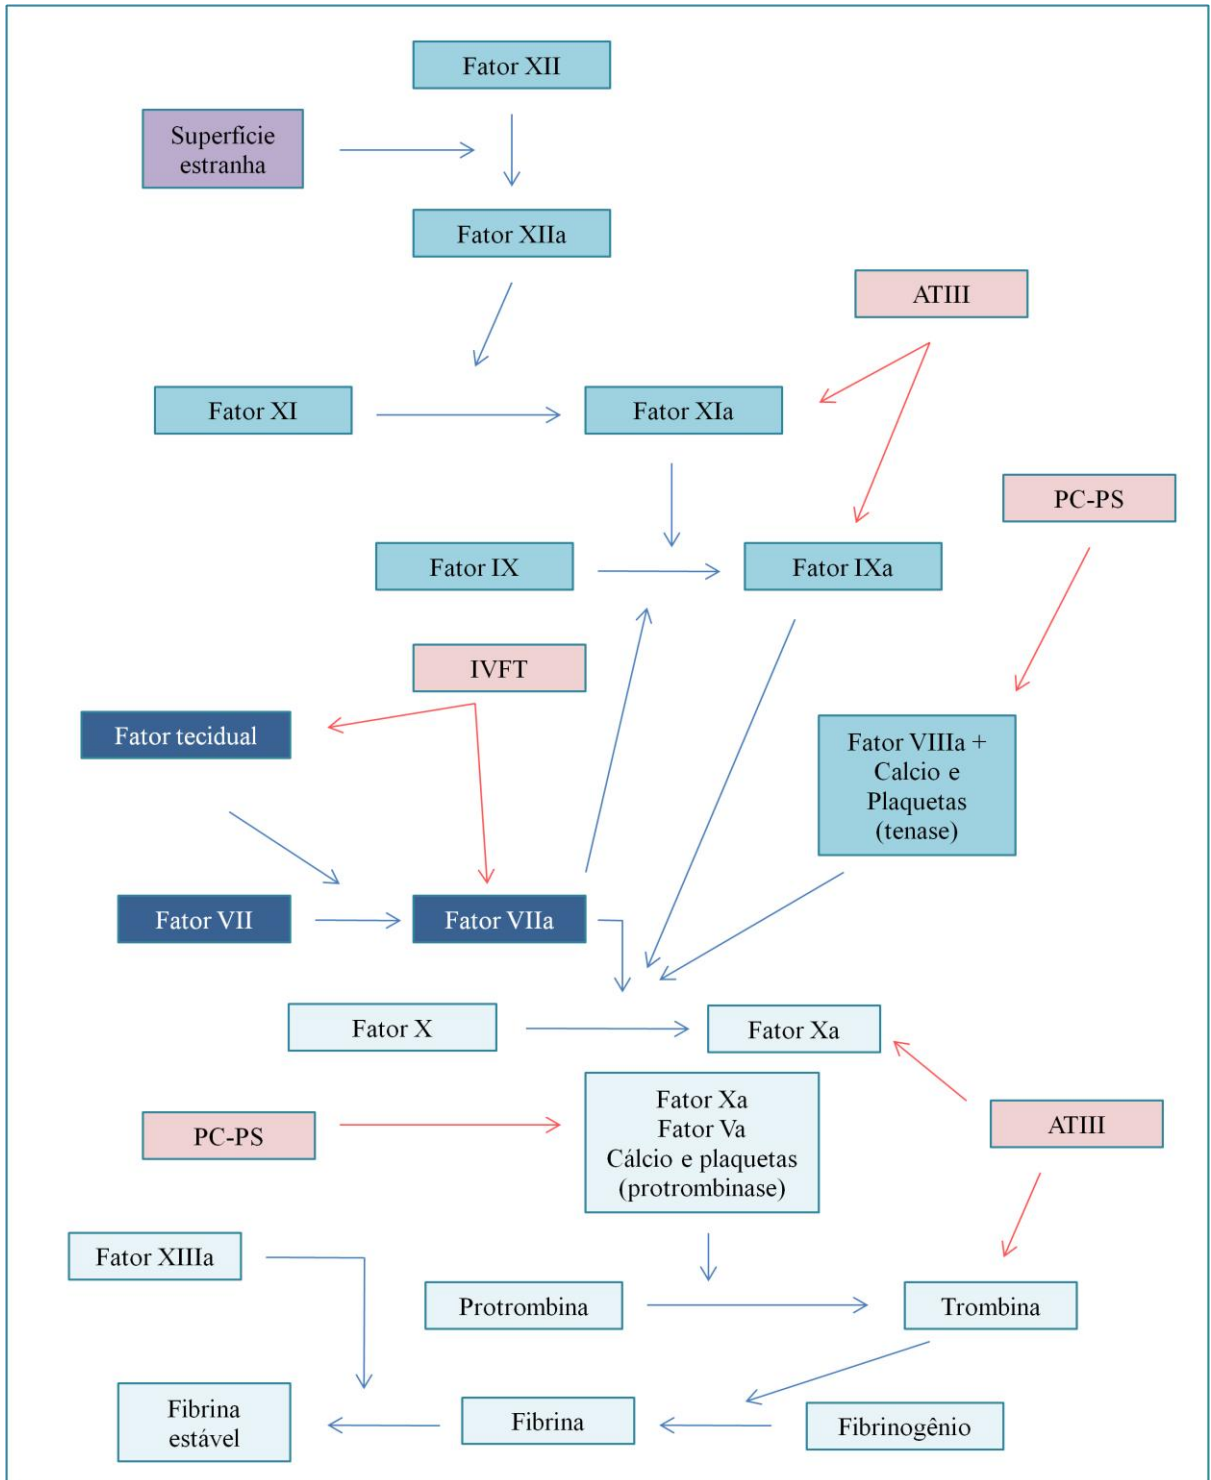 Fator XII
Superfície
estranha
Fator XIIa
ATIII
Fator XI
Fator XIa
PC-PS
Fator IX
Fator IXa
IVFT
Fator tecidual
Fator VIIIa +
Calcio e
Plaquetas
(tenase)
Fator VII
Fator VIIa
Fator X
Fator Xa
Fator Xa
Fator Va
Cálcio e plaquetas
(protrombinase)
PC-PS
ATIII
Fator XIIIa
Protrombina
Trombina
Fibrina
estável
Fibrina
Fibrinogênio